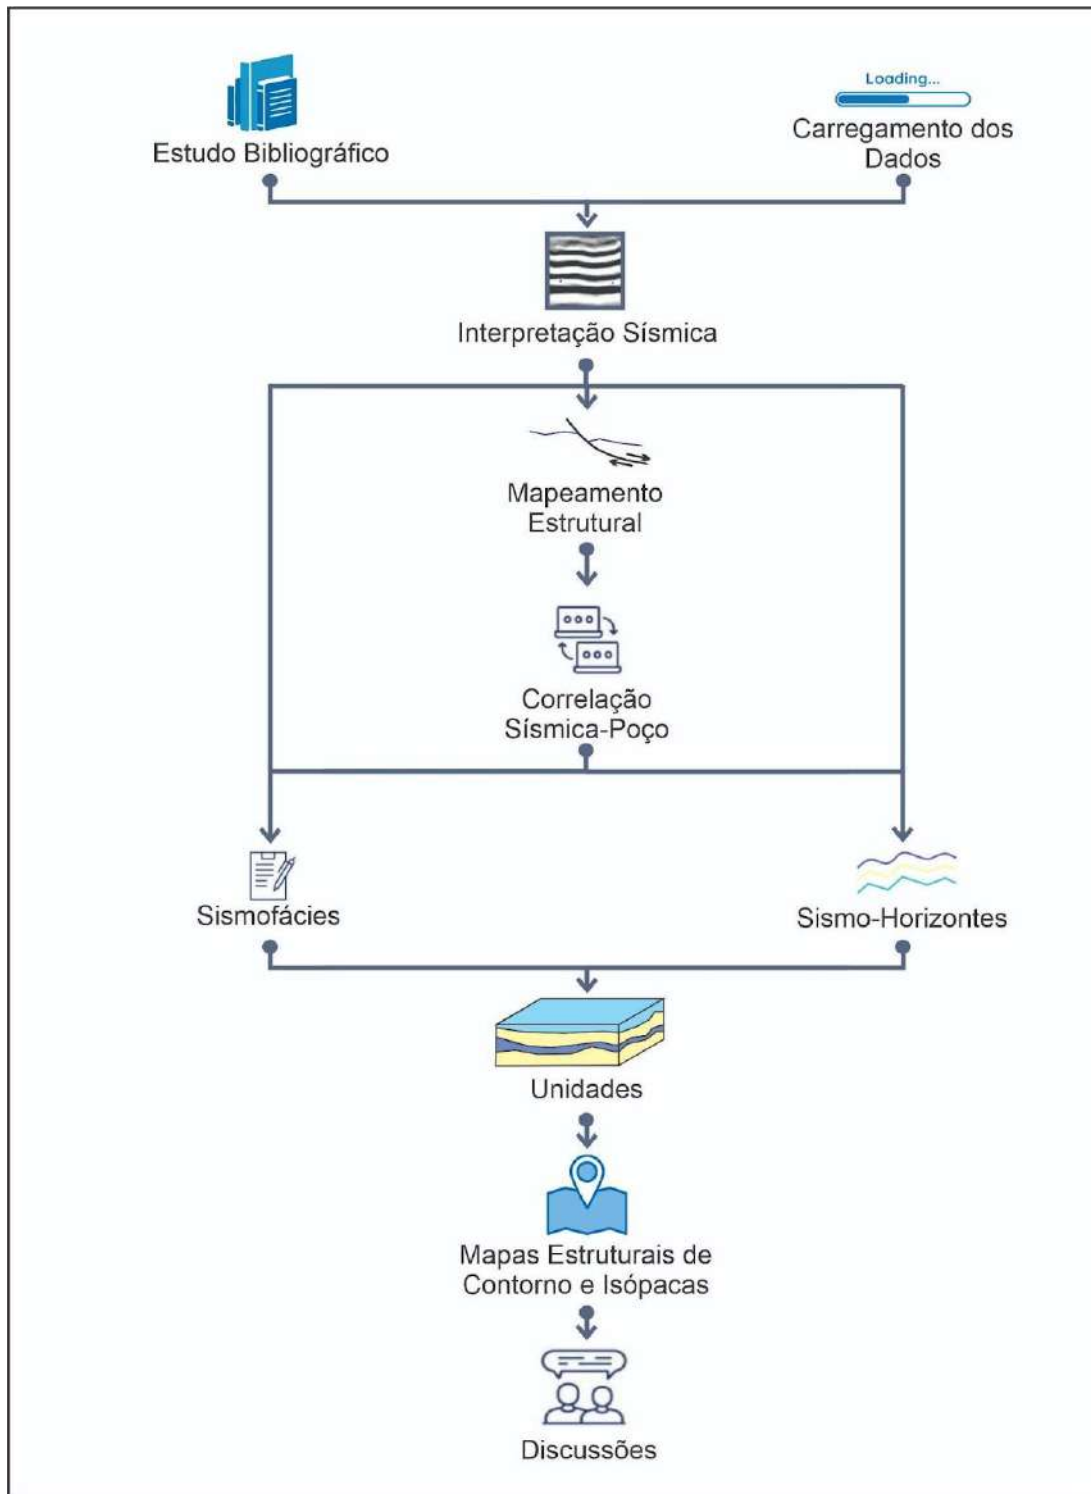 Estudo Bibliográfico
Loading...
Carregamento dos
Dados
Interpretação Sísmica
Mapeamento
Estrutural
Correlação
Sísmica-Poço
Sismofácies
Sismo-Horizontes
Unidades
Mapas Estruturais de
Contorno e Isópacas
Discussões